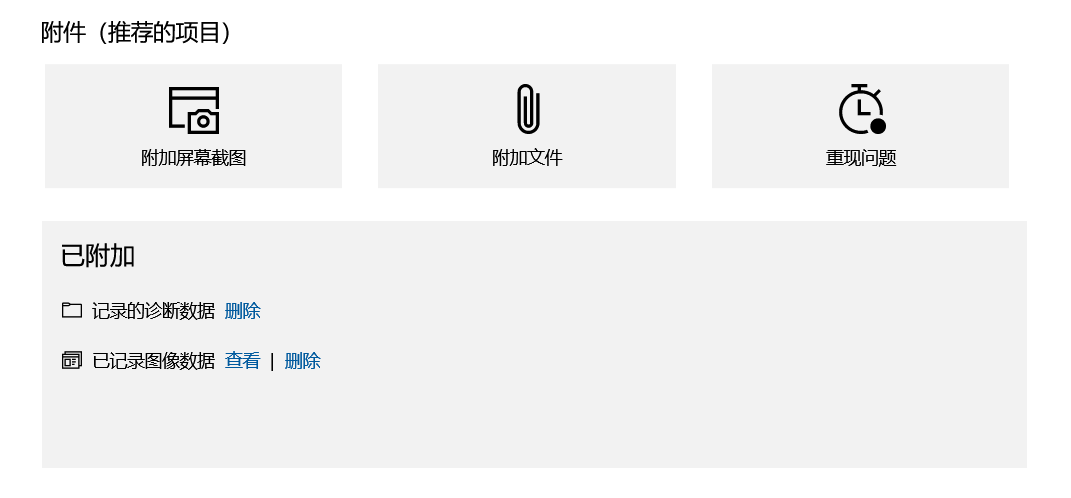 附件（推荐的项目）
附加屏幕截图 附加文件 重现问题
已附加
记录的诊断数据 删除
已记录图像数据 查看 | 删除